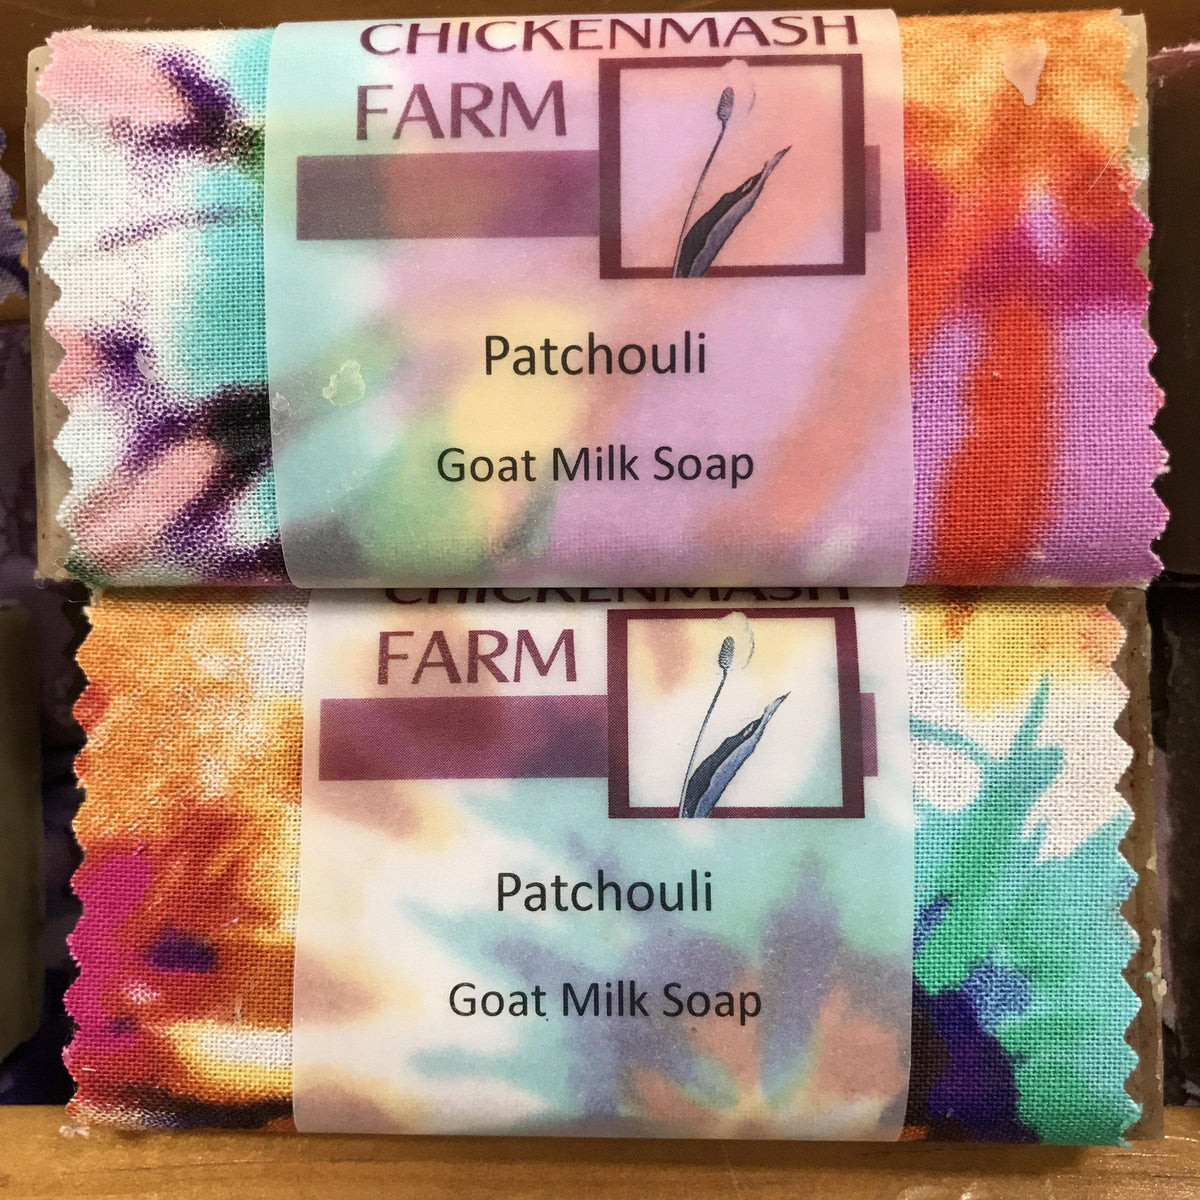 CHICKENMASH
FARM
Patchouli
Goat Milk Soap
CHICKENMASH
FARM
Patchouli
Goat Milk Soap